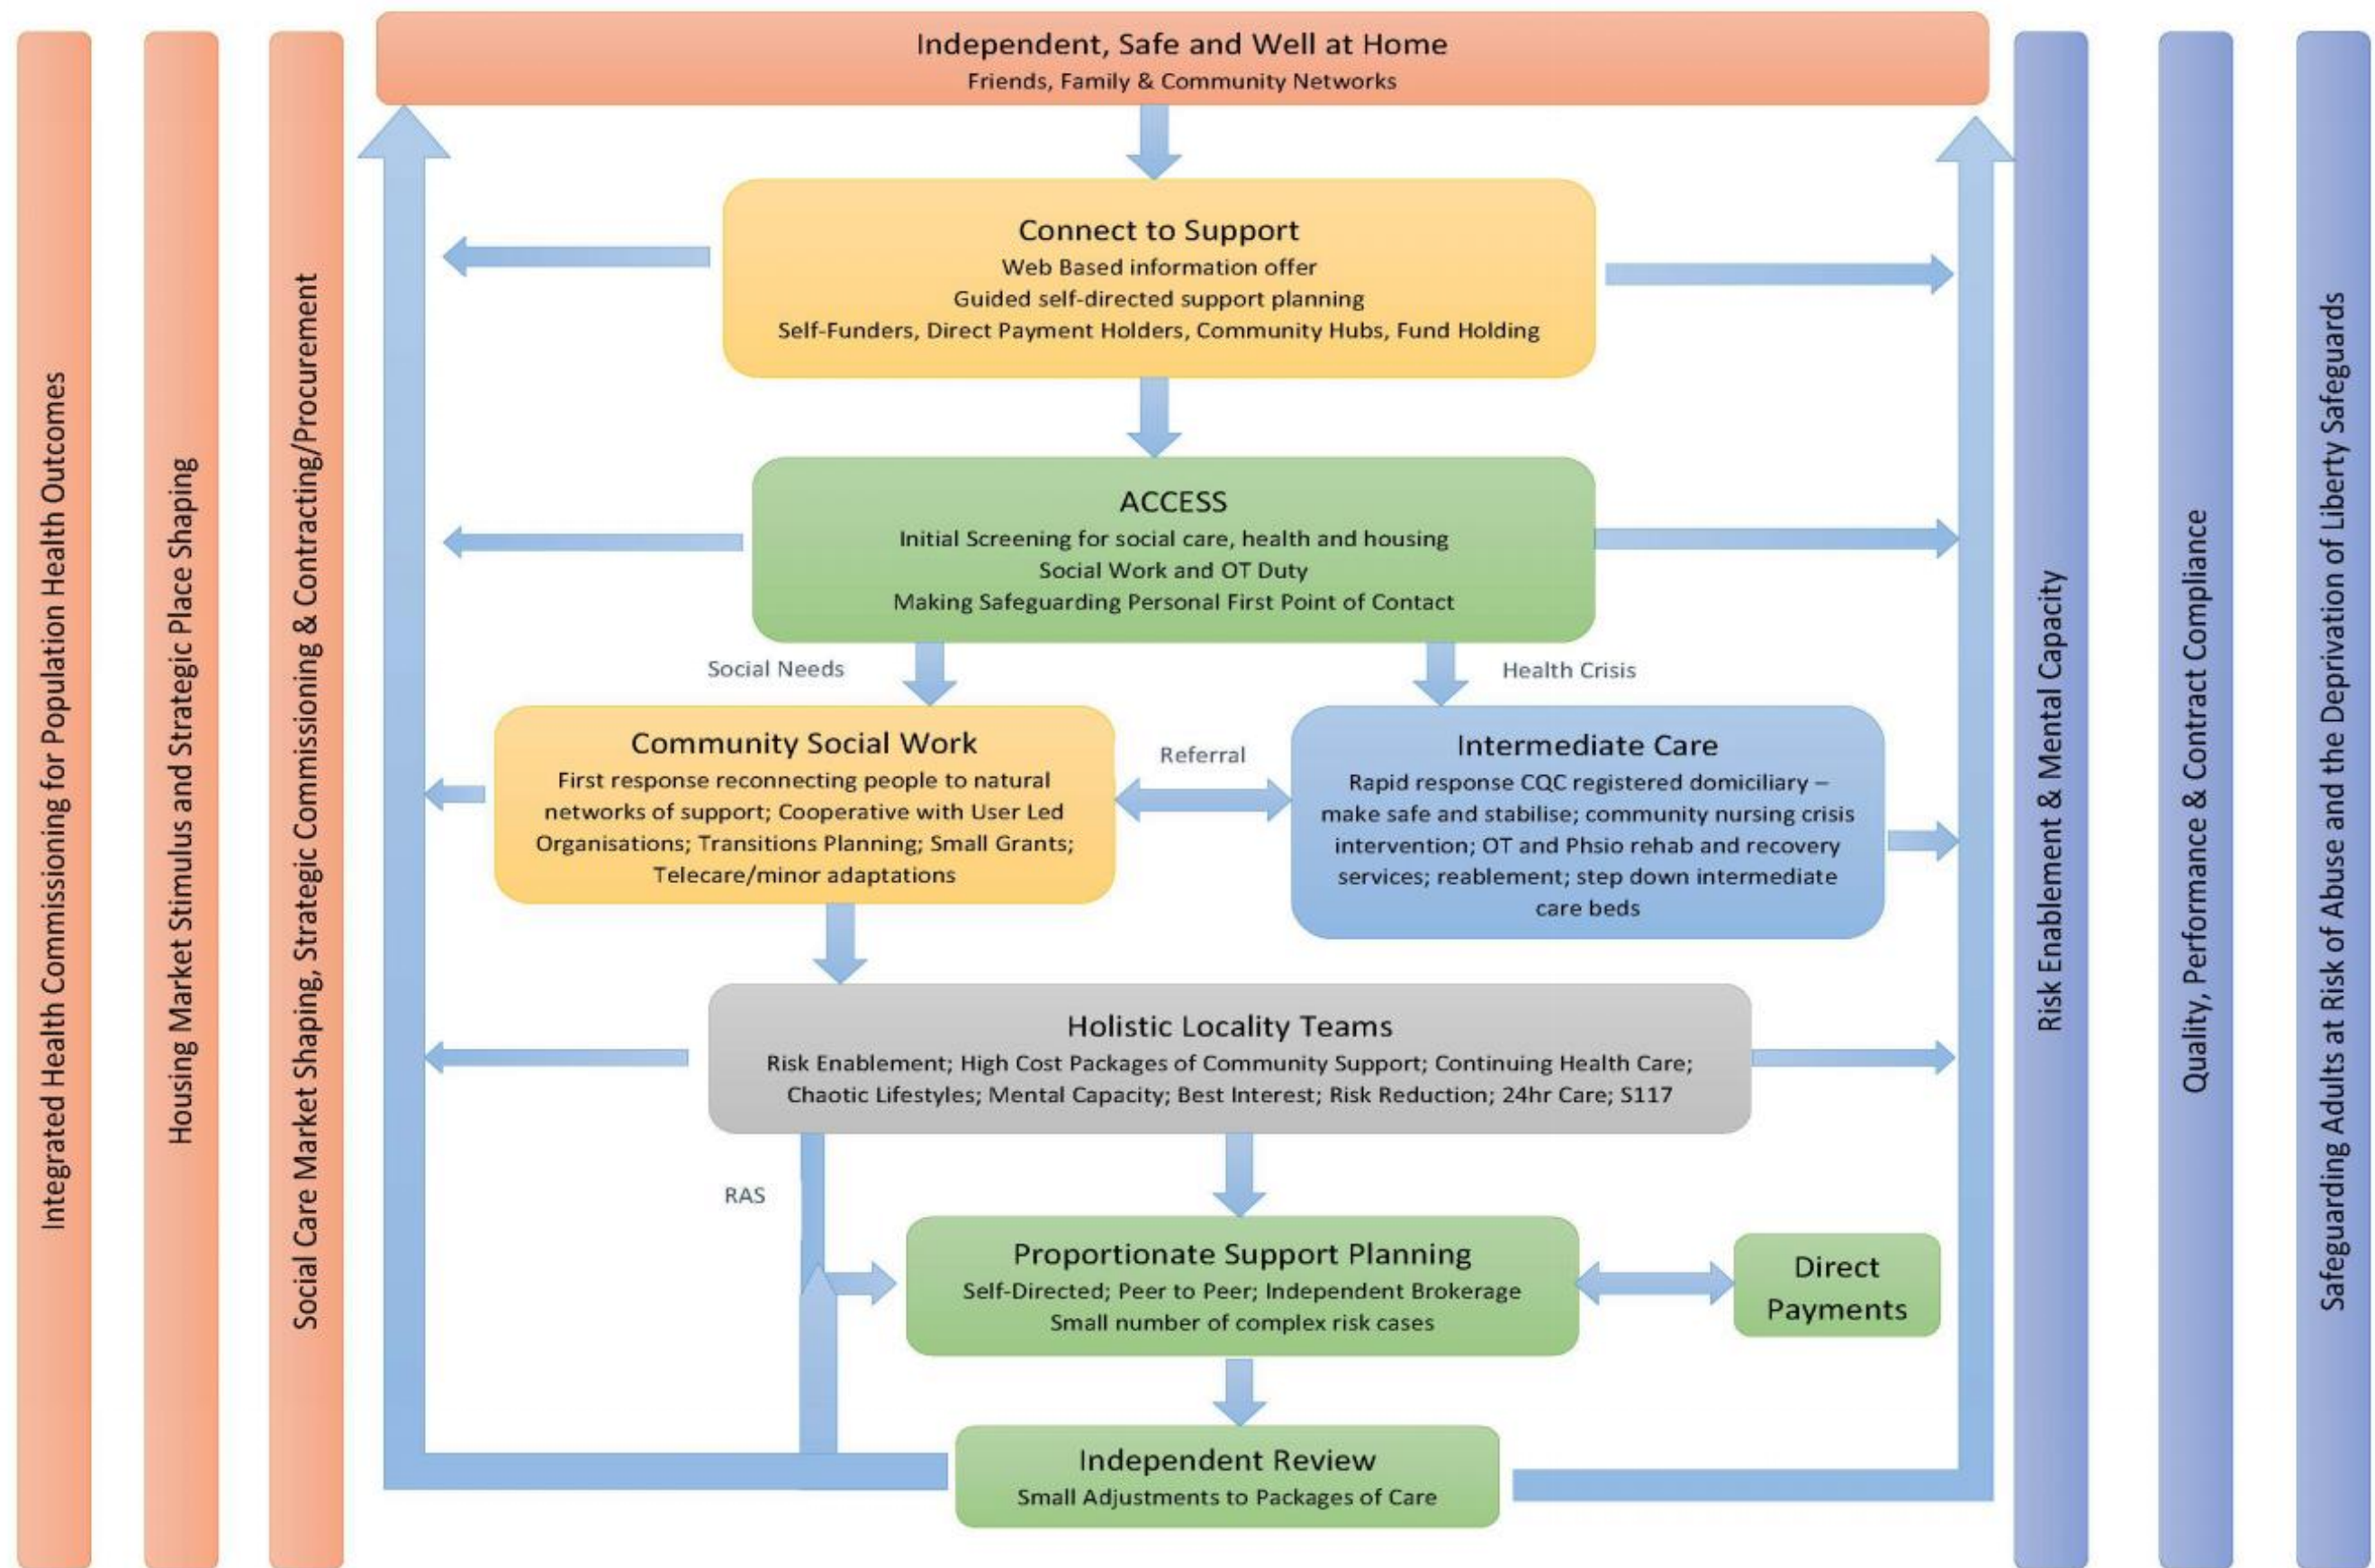 Integrated Health Commissioning for Population Health Outcomes
Housing Market Stimulus and Strategic Place Shaping
Social Care Market Shaping, Strategic Commissioning & Contracting/Procurement
Independent, Safe and Well at Home
Friends, Family & Community Networks
Connect to Support
Web Based information offer
Guided self-directed support planning
Self-Funders, Direct Payment Holders, Community Hubs, Fund Holding
ACCESS
Initial Screening for social care, health and housing
Social Work and OT Duty
Making Safeguarding Personal First Point of Contact
Social Needs
Health Crisis
Community Social Work
First response reconnecting people to natural
networks of support; Cooperative with User Led
Organisations; Transitions Planning; Small Grants;
Telecare/minor adaptations
Referral
Intermediate Care
Rapid response CQC registered domiciliary –
make safe and stabilise; community nursing crisis
intervention; OT and Phsio rehab and recovery
services; reablement; step down intermediate
care beds
Holistic Locality Teams
Risk Enablement; High Cost Packages of Community Support; Continuing Health Care;
Chaotic Lifestyles; Mental Capacity; Best Interest; Risk Reduction; 24hr Care; S117
RAS
Proportionate Support Planning
Self-Directed; Peer to Peer; Independent Brokerage
Small number of complex risk cases
Direct
Payments
Independent Review
Small Adjustments to Packages of Care
Risk Enablement & Mental Capacity
Quality, Performance & Contract Compliance
Safeguarding Adults at Risk of Abuse and the Deprivation of Liberty Safeguards